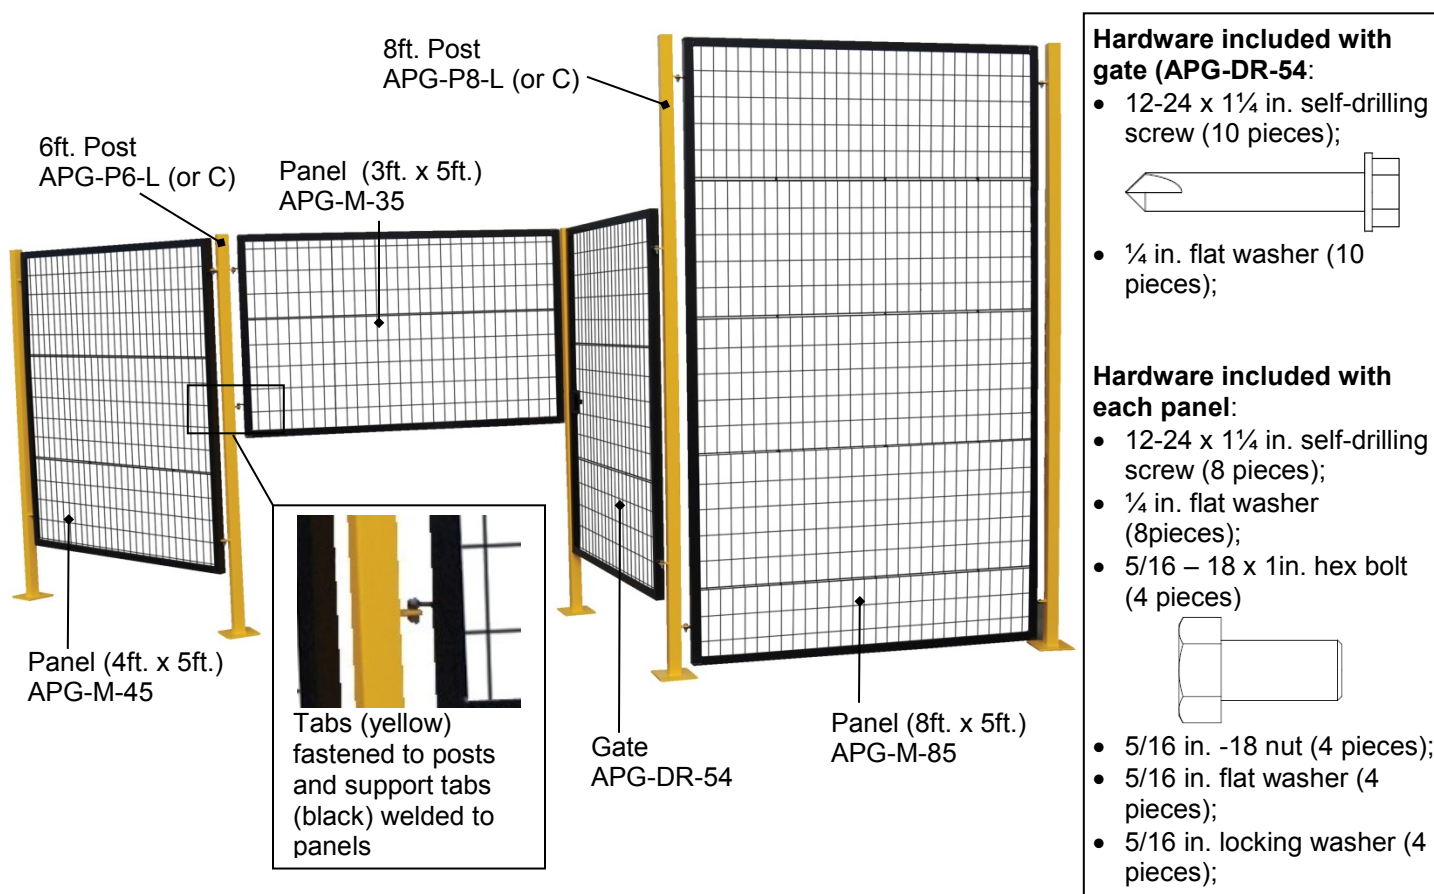 8ft. Post
APG-P8-L (or C)
6ft. Post
APG-P6-L (or C)
Panel (3ft. x 5ft.)
APG-M-35
Panel (4ft. x 5ft.)
APG-M-45
Tabs (yellow)
fastened to posts
and support tabs
(black) welded to
panels
Gate
APG-DR-54
Panel (8ft. x 5ft.)
APG-M-85
Hardware included with
gate (APG-DR-54:
• 12-24 x 1¼ in. self-drilling
screw (10 pieces);
• ¼ in. flat washer (10
pieces);
Hardware included with
each panel:
• 12-24 x 1¼ in. self-drilling
screw (8 pieces);
• ¼ in. flat washer
(8pieces);
• 5/16 – 18 x 1in. hex bolt
(4 pieces)
• 5/16 in. -18 nut (4 pieces);
• 5/16 in. flat washer (4
pieces);
• 5/16 in. locking washer (4
pieces);